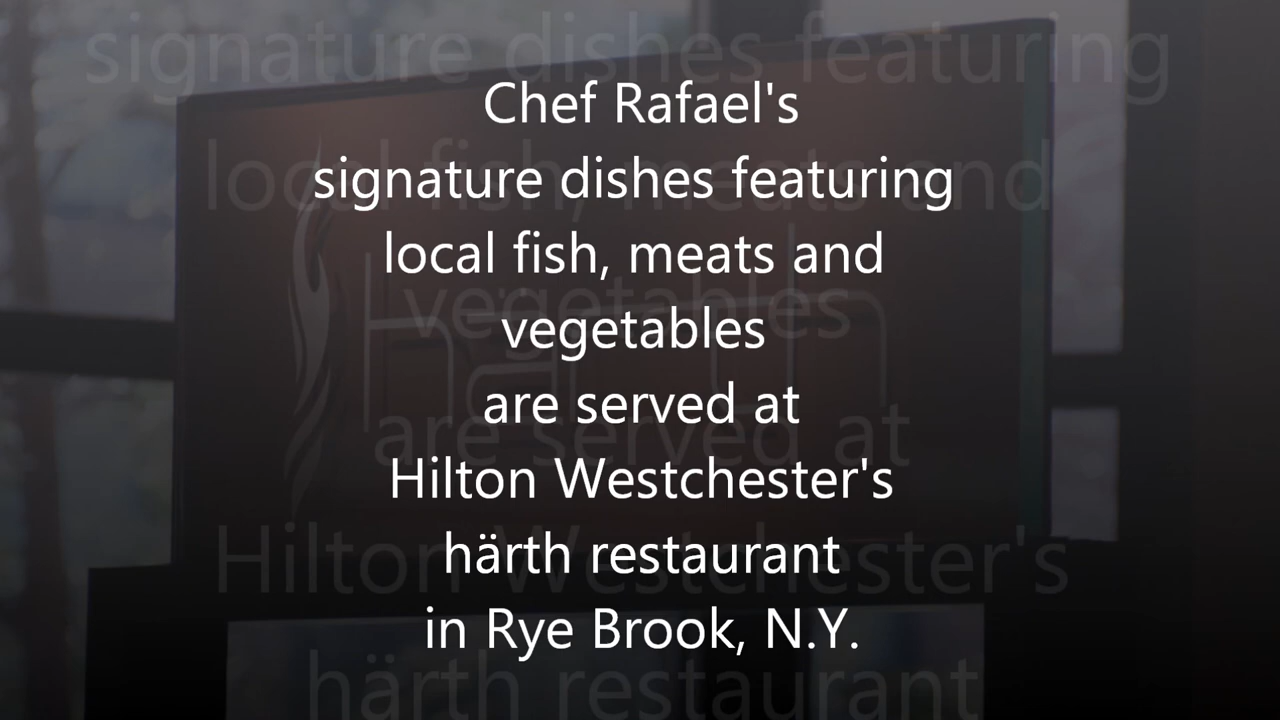 Chef Rafael's
signature dishes featuring
local fish, meats and
vegetables
are served at
Hilton Westchester's
härth restaurant
in Rye Brook, N.Y.